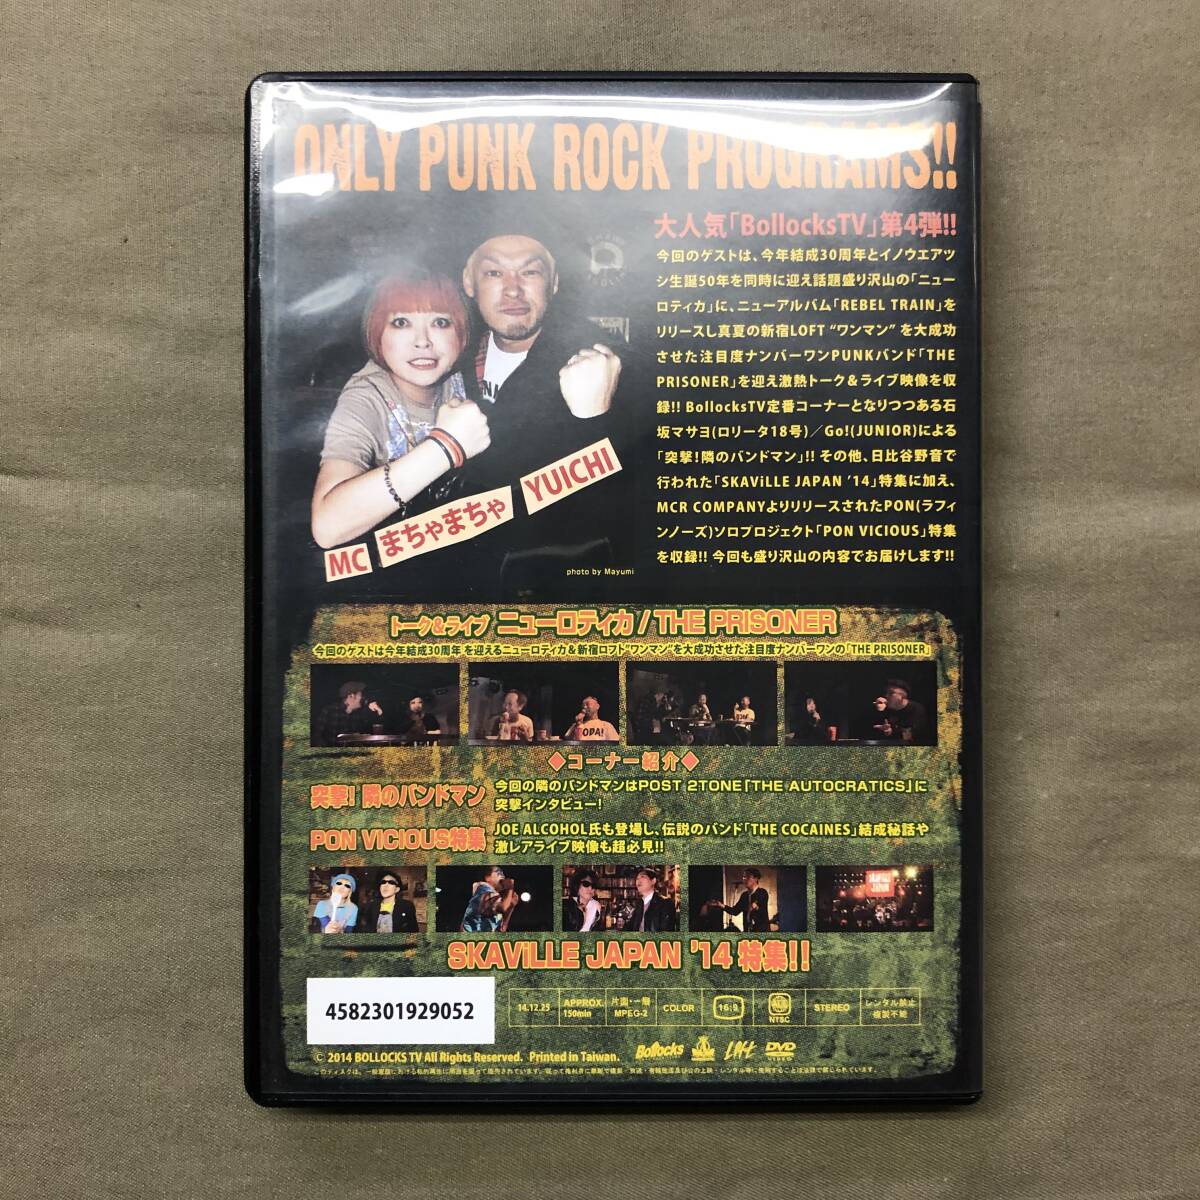 ONLY PUNK ROCK PROGRAMS!!
大人気「BollocksTV」第4弾!!
今回のゲストは、今年結成30周年とイノウエアツ
シ生誕50年を同時に迎え話題盛り沢山の「ニュー
ロティカ」に、ニューアルバム「REBEL TRAIN」を
リリースし真夏の新宿LOFT “ワンマン” を大成功
させた注目度ナンバーワンPUNKバンド「THE
PRISONER」を迎え激熱トーク&ライブ映像を収
録!! BollocksTV定番コーナーとなりつつある石
坂マサヨ(ロリータ18号)／Go!(JUNIOR)による
「突撃!隣のバンドマン」!! その他、日比谷野音で
行われた「SKAViLLE JAPAN ’14」特集に加え、
MCR COMPANYよりリリースされたPON(ラフィ
ンノーズ)ソロプロジェクト「PON VICIOUS」特集
を収録!! 今回も盛り沢山の内容でお届けします!!
MC まちゃまちゃ YUICHI
photo by Mayumi
トーク&ライブ ニューロティカ / THE PRISONER
今回のゲストは今年結成30周年 を迎えるニューロティカ&新宿ロフト“ワンマン”を大成功させた注目度ナンバーワンの「THE PRISONER」
ODA!
◆コーナー紹介◆
突撃! 隣のバンドマン
今回の隣のバンドマンはPOST 2TONE「THE AUTOCRATICS」に
突撃インタビュー!
PON VICIOUS特集
JOE ALCOHOL氏も登場し、伝説のバンド「THE COCAINES」結成秘話や
激レアライブ映像も超必見!!
SKAViLLE JAPAN
SKAViLLE JAPAN ’14 特集!!
4582301929052
14.12.25
APPROX. 150min
片面・一層 MPEG-2
COLOR
16:9
NTSC
STEREO
レンタル禁止 複製不能
© 2014 BOLLOCKS TV All Rights Reserved. Printed in Taiwan.
Bollocks
LOFT
DVD VIDEO